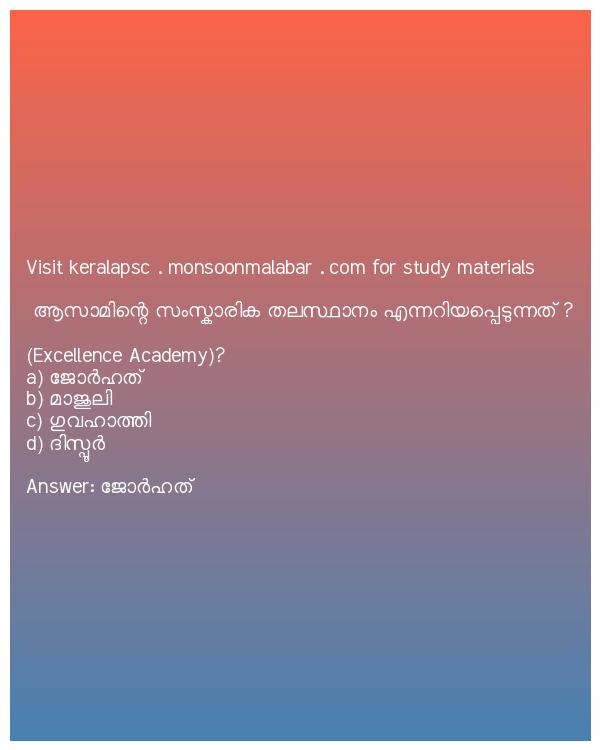 Visit keralapsc . monsoonmalabar . com for study materials
ആസാമിന്റെ സംസ്കാരിക തലസ്ഥാനം എന്നറിയപ്പെടുന്നത് ?
(Excellence Academy)?
a) ജോർഹത്
b) മാജുലി
c) ഗുവഹാത്തി
d) ദിസ്പൂർ
Answer: ജോർഹത്